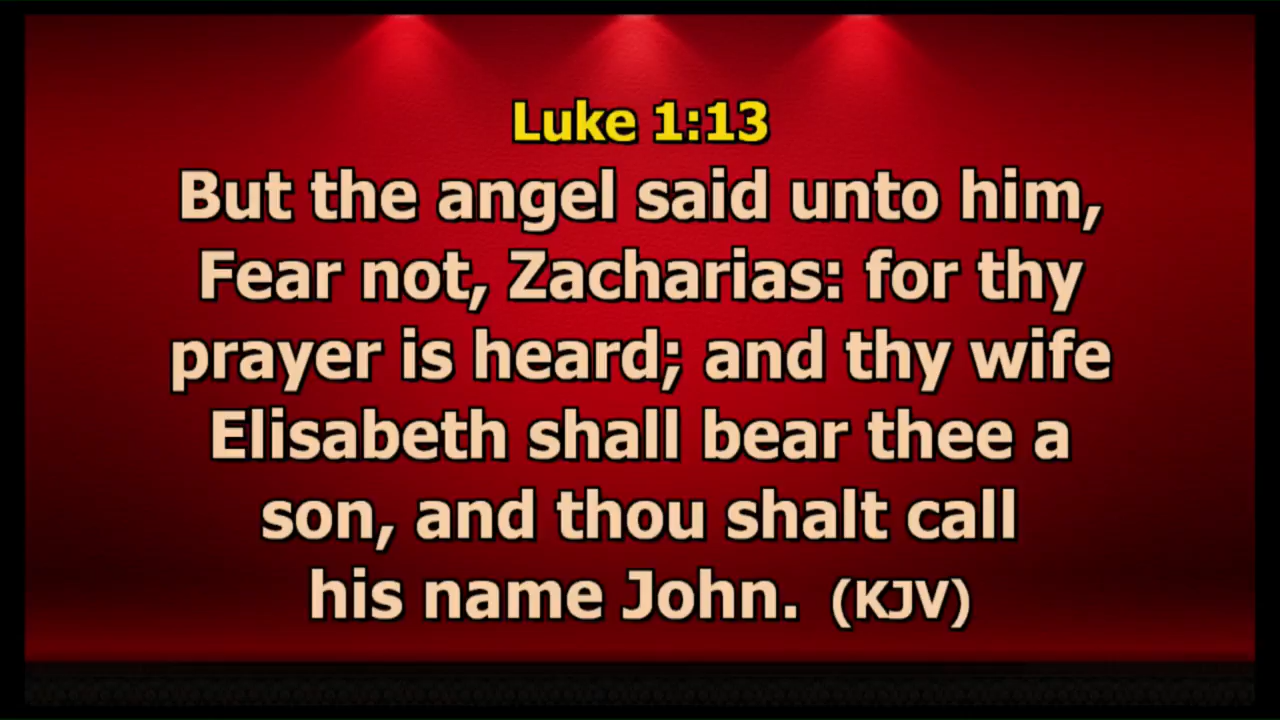 Luke 1:13
But the angel said unto him,
Fear not, Zacharias: for thy
prayer is heard; and thy wife
Elisabeth shall bear thee a
son, and thou shalt call
his name John. (KJV)